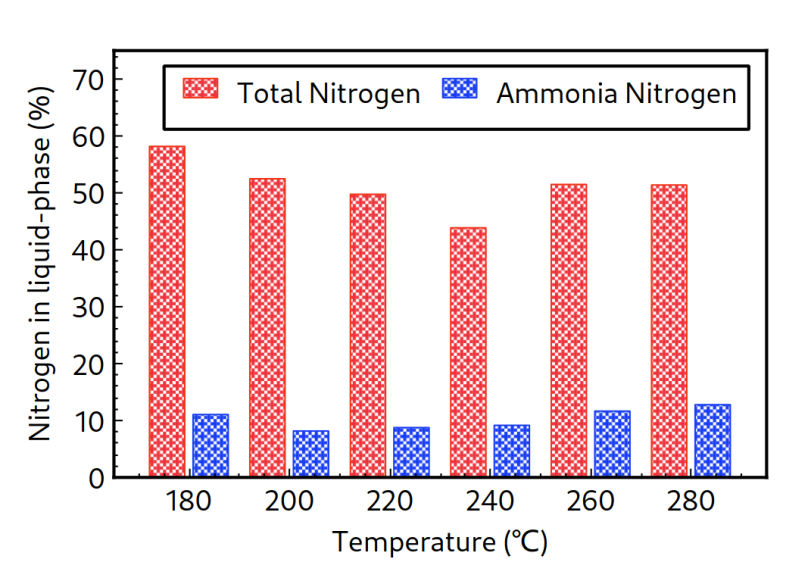 Total Nitrogen Ammonia Nitrogen
Nitrogen in liquid-phase (%)
70
60
50
40
30
20
10
0
180 200 220 240 260 280
Temperature (℃)